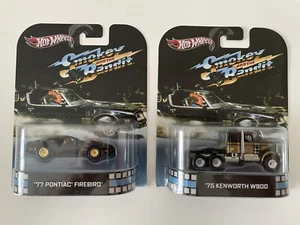 Hot Wheels
Smokey
AND THE
Bandit
'77 PONTIAC® FIREBIRD®
Hot Wheels
Smokey
AND THE
Bandit
'75 KENWORTH W900